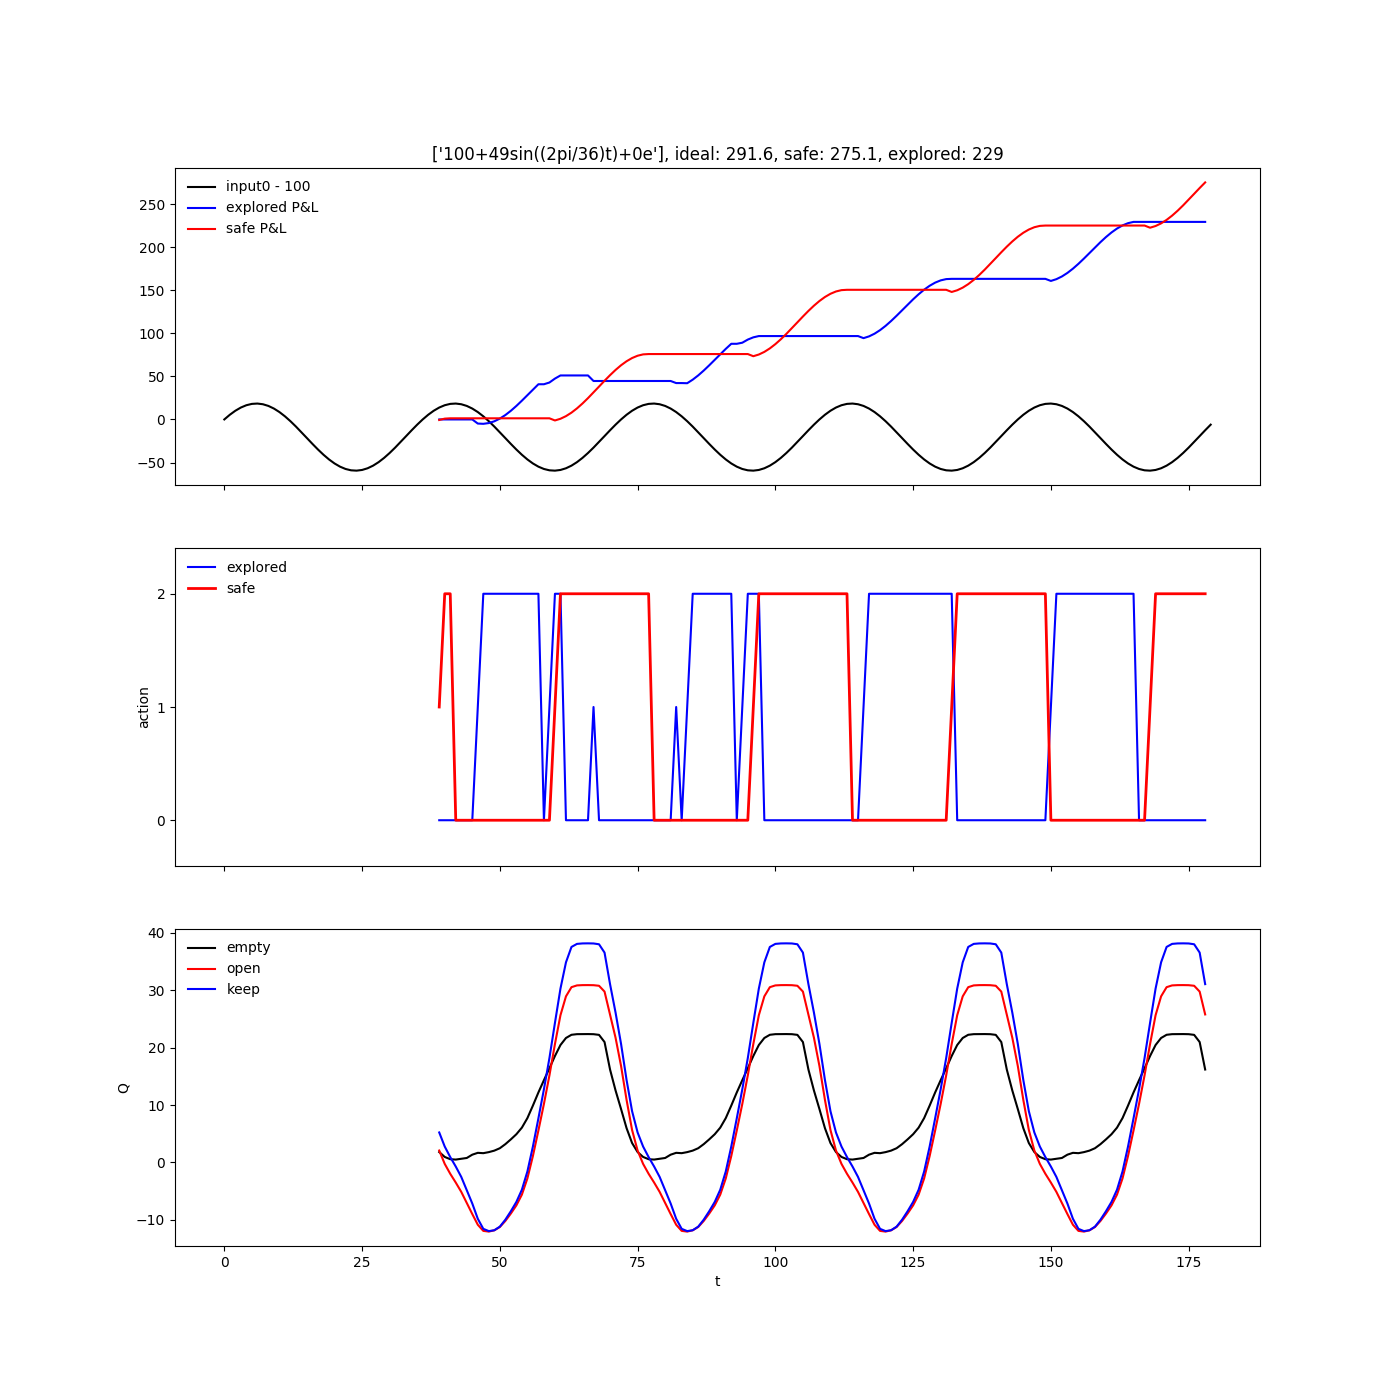 ['100+49sin((2pi/36)t)+0e'], ideal: 291.6, safe: 275.1, explored: 229
input0 - 100
explored P&L
safe P&L
250
200
150
100
50
0
−50
explored
safe
2
1
0
action
empty
open
keep
40
30
20
10
0
−10
Q
0 25 50 75 100 125 150 175
t